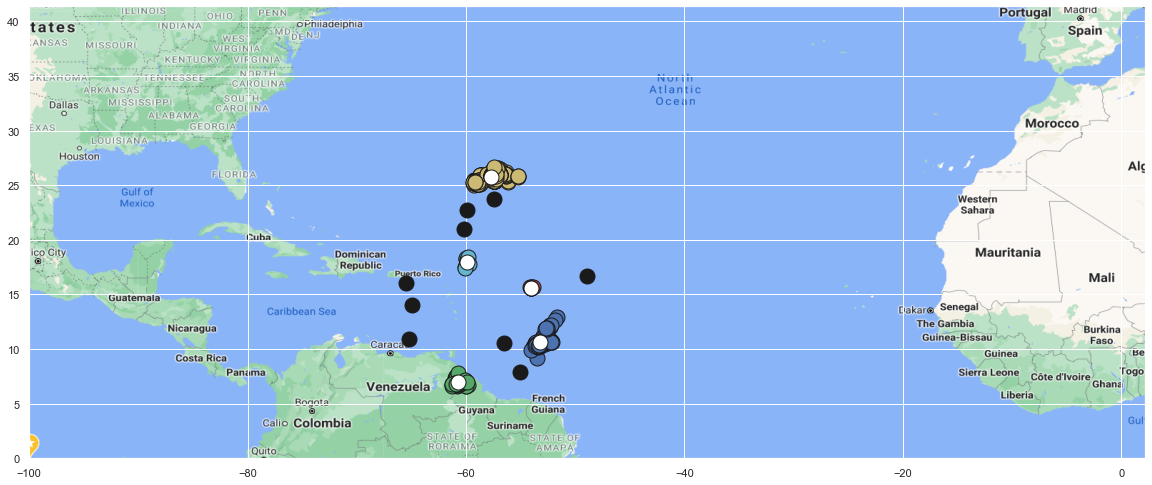 ILLINOIS
OHIO
PENN
Philadelphia
tates
INDIANA
MD
DE
NJ
ANSAS
MISSOURI
WEST
VIRGINIA
KENTUCKY
VIRGINIA
OKLAHOMA
TENNESSEE
NORTH
CAROLINA
ARKANSAS
MISSISSIPPI
SOUTH
CAROLINA
Dallas
ALABAMA
EXAS
GEORGIA
LOUISIANA
Houston
FLORIDA
Gulf of
Mexico
Cuba
ico City
Dominican
Republic
Puerto Rico
Guatemala
Caribbean Sea
Nicaragua
Costa Rica
Panama
Caracas
Venezuela
Bogota
Cali
Colombia
Quito
Guyana
Suriname
French
Guiana
STATE OF
RORAIMA
STATE OF
AMAPA
North
Atlantic
Ocean
Portugal
Madrid
Spain
Morocco
Alg
Western
Sahara
Mauritania
Mali
Dakar
Senegal
The Gambia
Guinea-Bissau
Guinea
Sierra Leone
Liberia
Côte d'Ivoire
Burkina
Faso
Be
Togo
Ghana
Gulf
40
35
30
25
20
15
10
5
0
−100
−80
−60
−40
−20
0